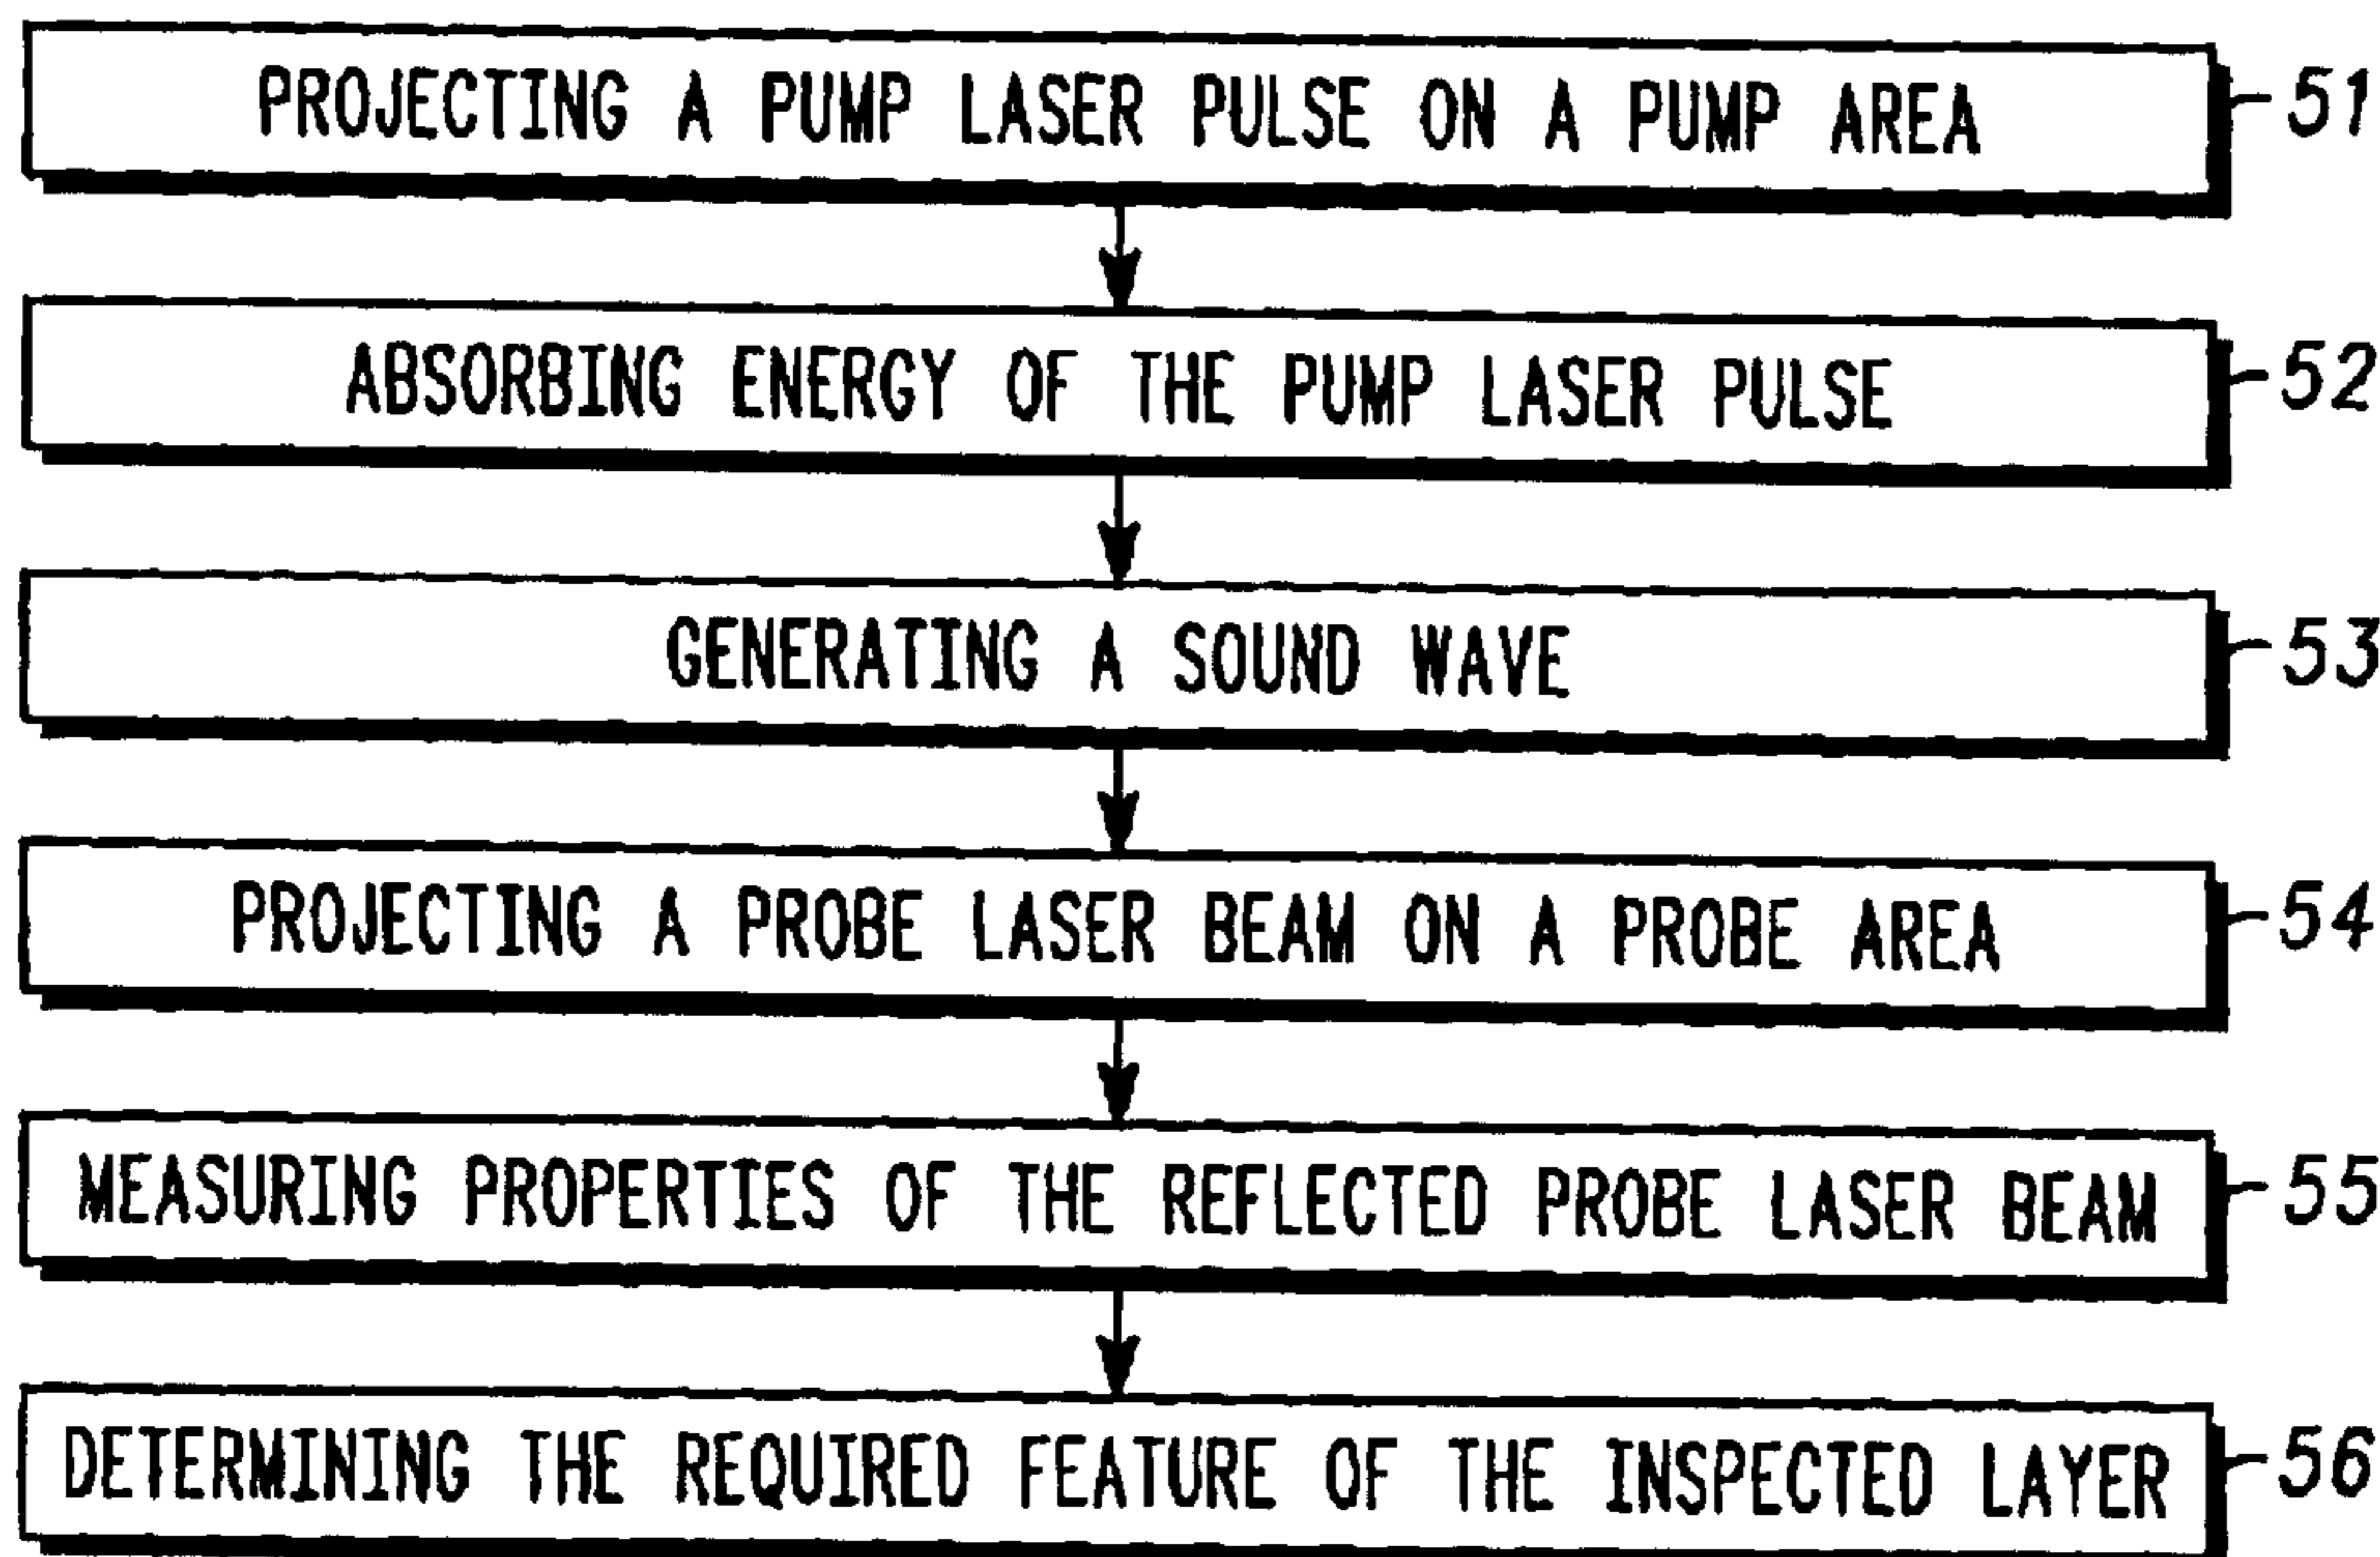 PROJECTING A PUMP LASER PULSE ON A PUMP AREA 51
ABSORBING ENERGY OF THE PUMP LASER PULSE 52
GENERATING A SOUND WAVE 53
PROJECTING A PROBE LASER BEAM ON A PROBE AREA 54
MEASURING PROPERTIES OF THE REFLECTED PROBE LASER BEAM 55
DETERMINING THE REQUIRED FEATURE OF THE INSPECTED LAYER 56